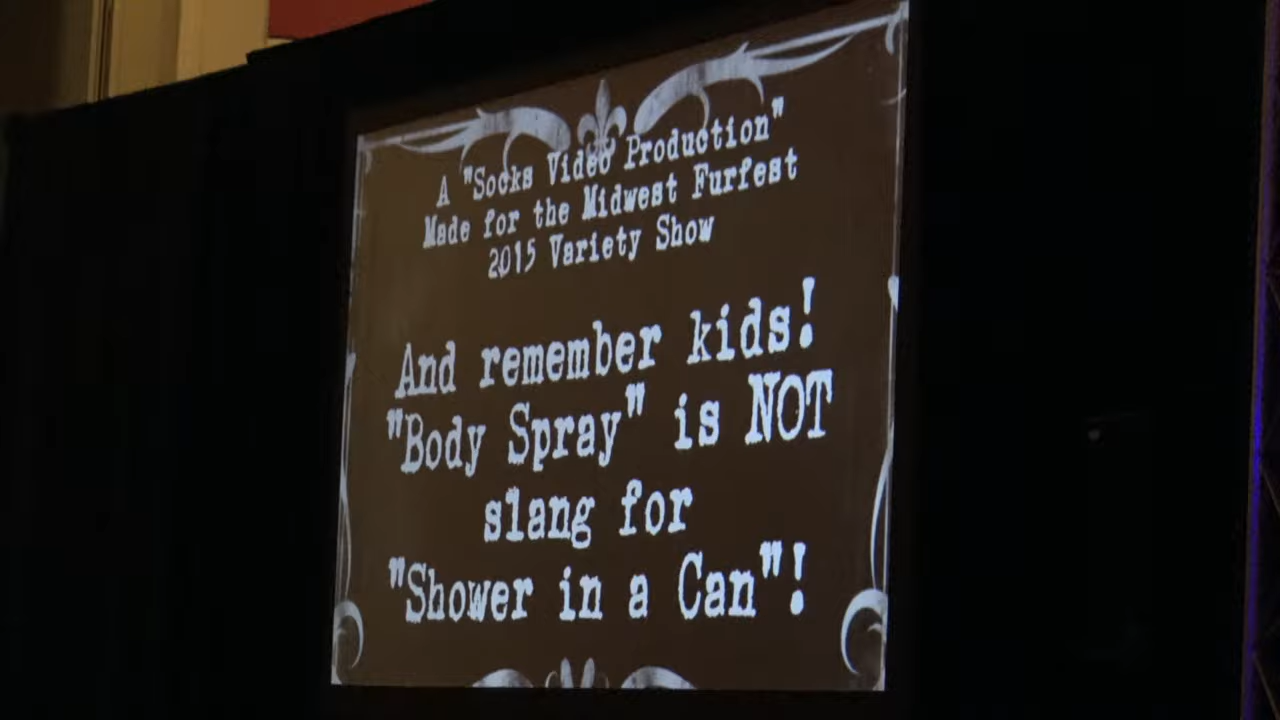 A "Socks Video Production"
Made for the Midwest Furfest
2015 Variety Show
And remember kids!
"Body Spray" is NOT
slang for
"Shower in a Can"!